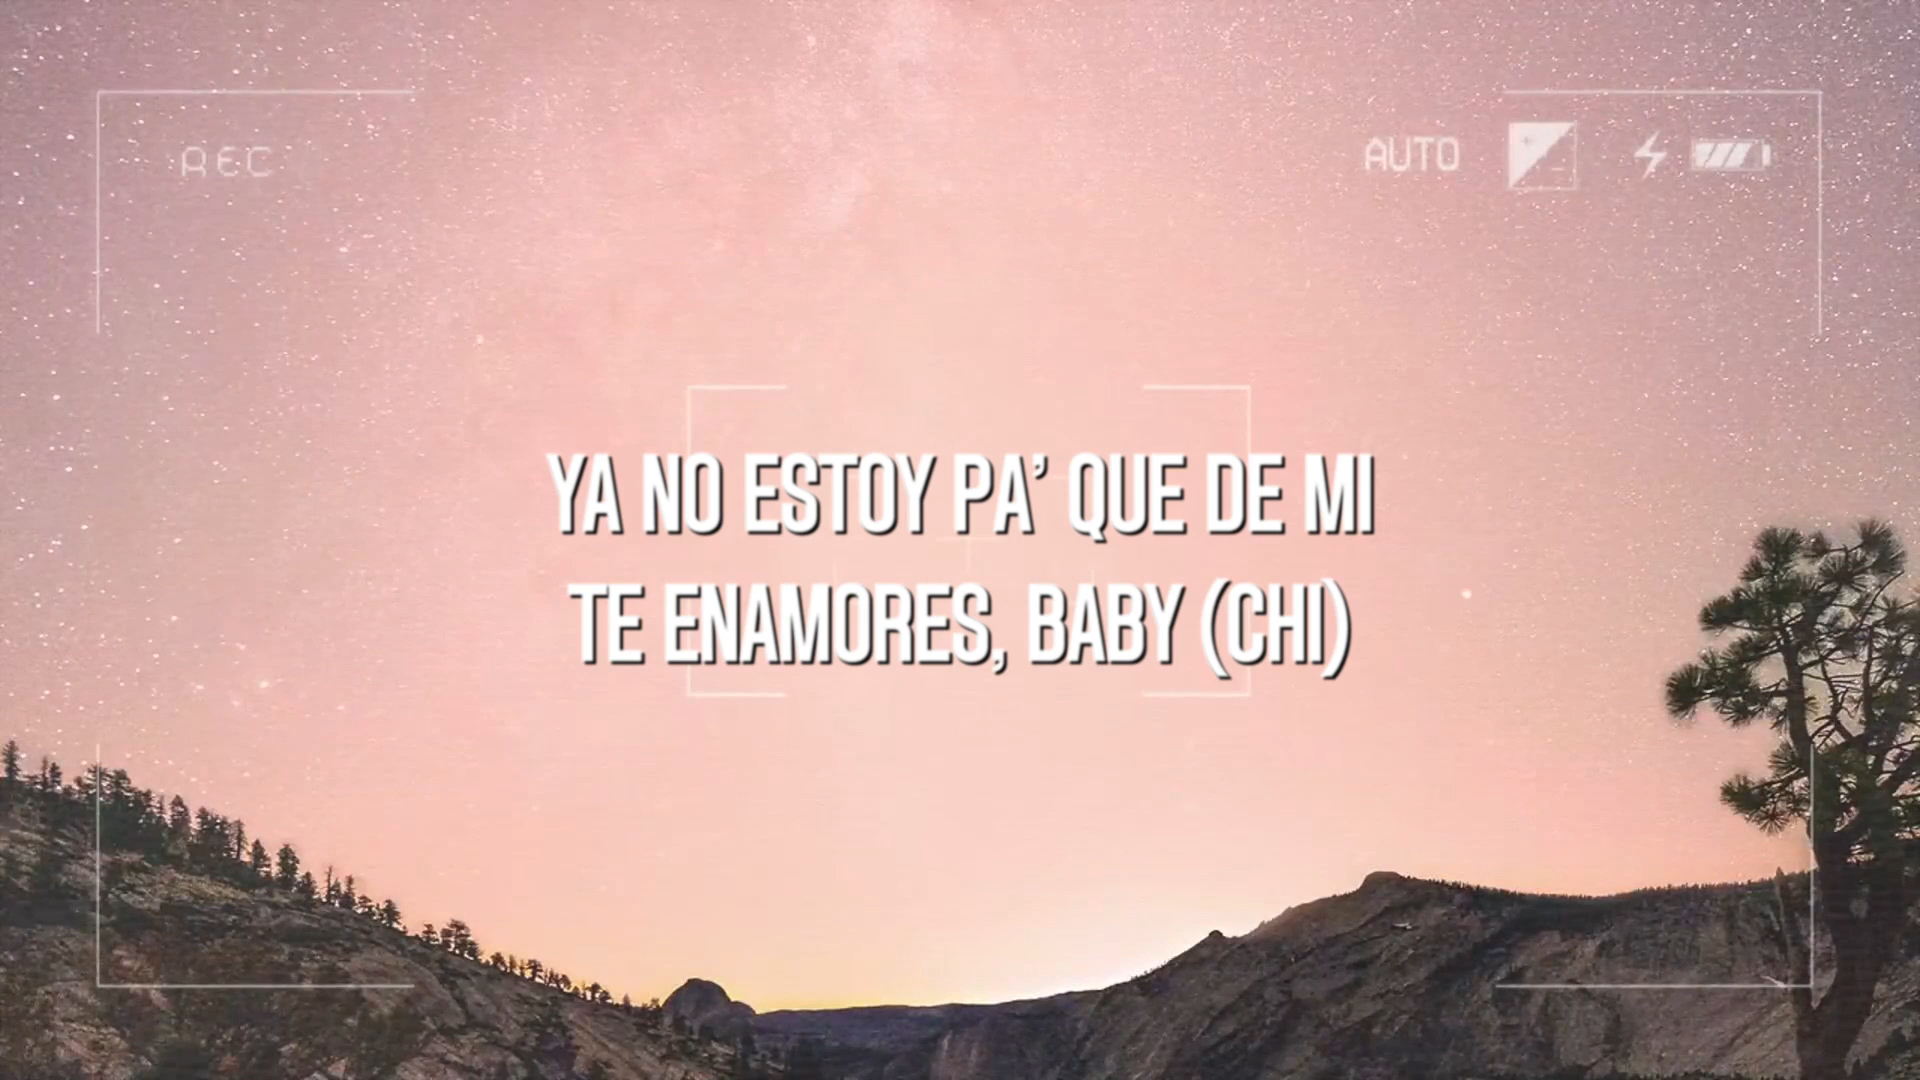 REC
AUTO
YA NO ESTOY PA’ QUE DE MI
TE ENAMORES, BABY (CHI)